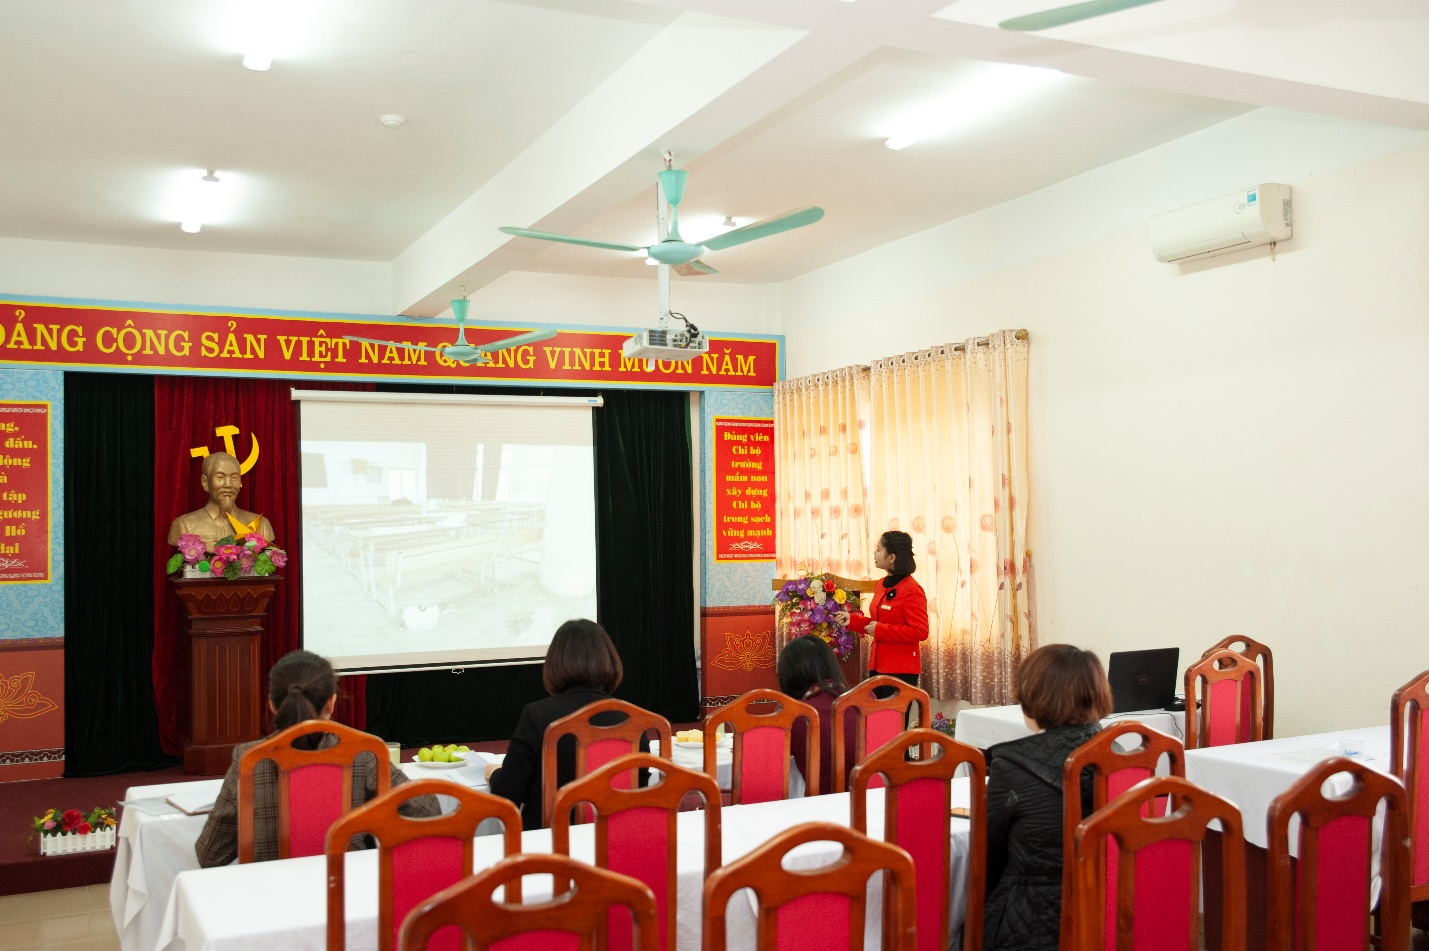 ĐẢNG CỘNG SẢN VIỆT NAM QUANG VINH MUÔN NĂM
đấu,
động
tập
gương
Hồ
đại
Đảng viên
Chi bộ
trường
mầm non
xây dựng
Chi bộ
trong sạch
vững mạnh